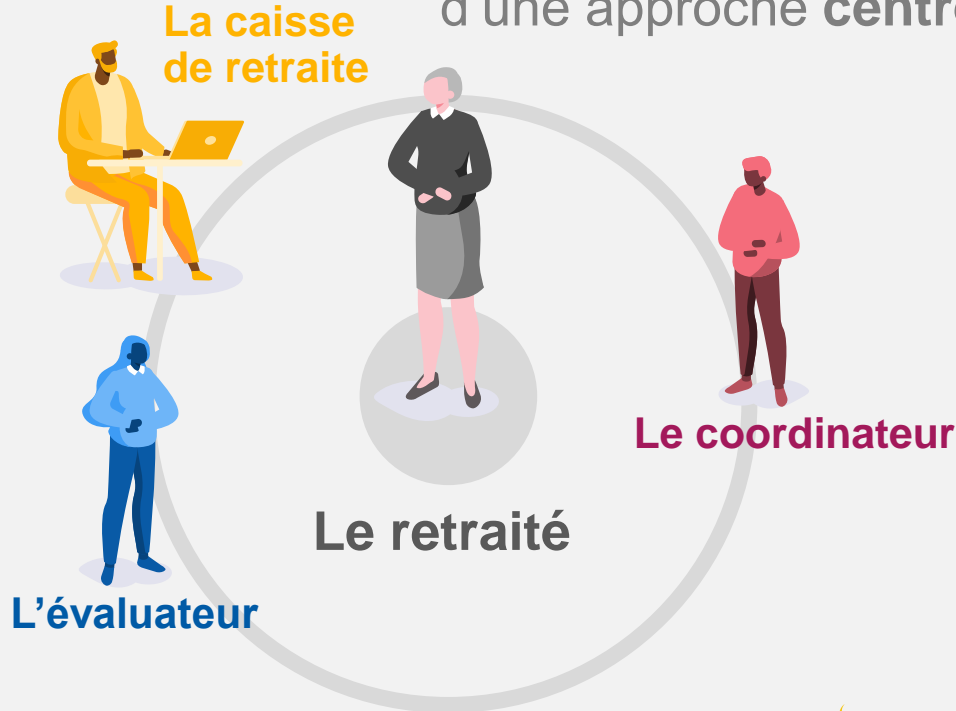 d'une approche
La caisse
de retraite
Le coordinateur
Le retraité
L'évaluateur